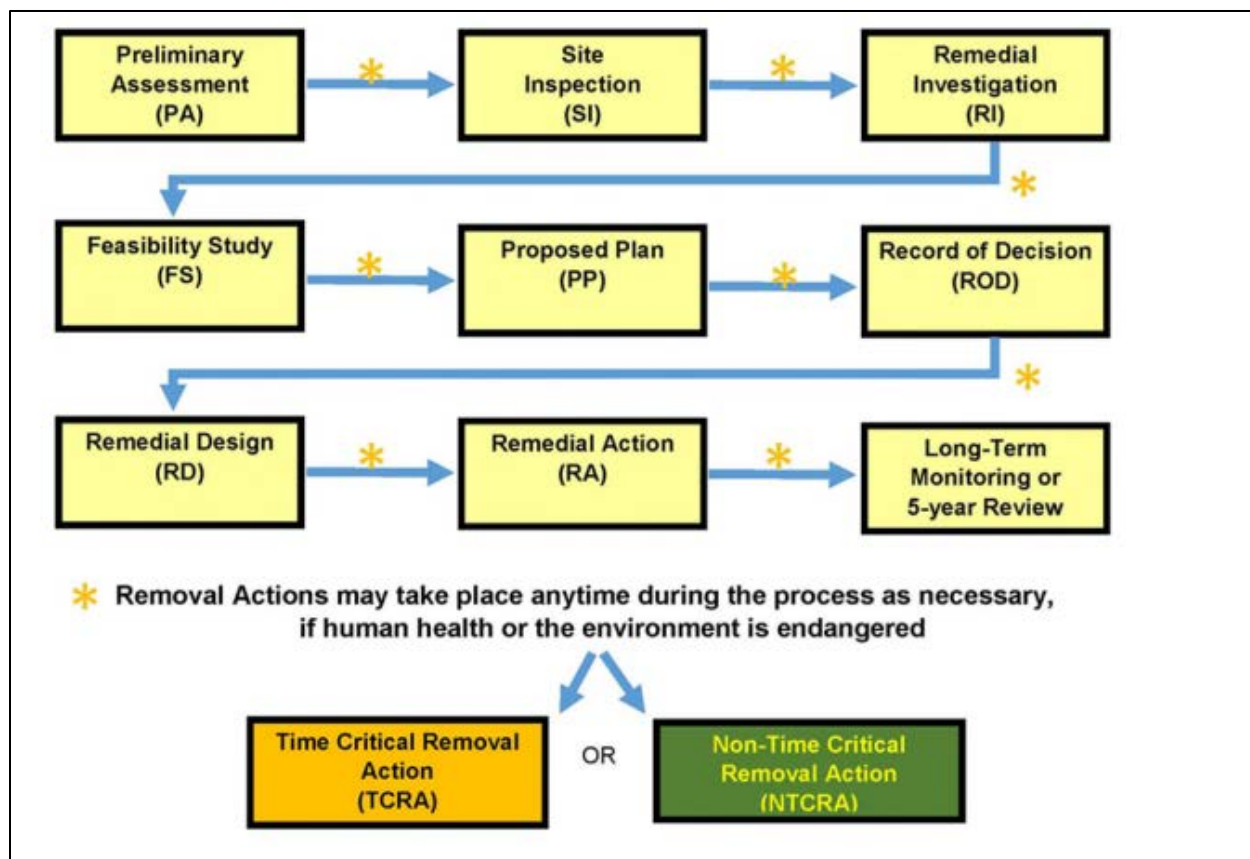 Preliminary
Assessment
(PA)
Site
Inspection
(SI)
Remedial
Investigation
(RI)
Feasibility Study
(FS)
Proposed Plan
(PP)
Record of Decision
(ROD)
Remedial Design
(RD)
Remedial Action
(RA)
Long-Term
Monitoring or
5-year Review
* Removal Actions may take place anytime during the process as necessary,
if human health or the environment is endangered
Time Critical Removal
Action
(TCRA)
OR
Non-Time Critical
Removal Action
(NTCRA)